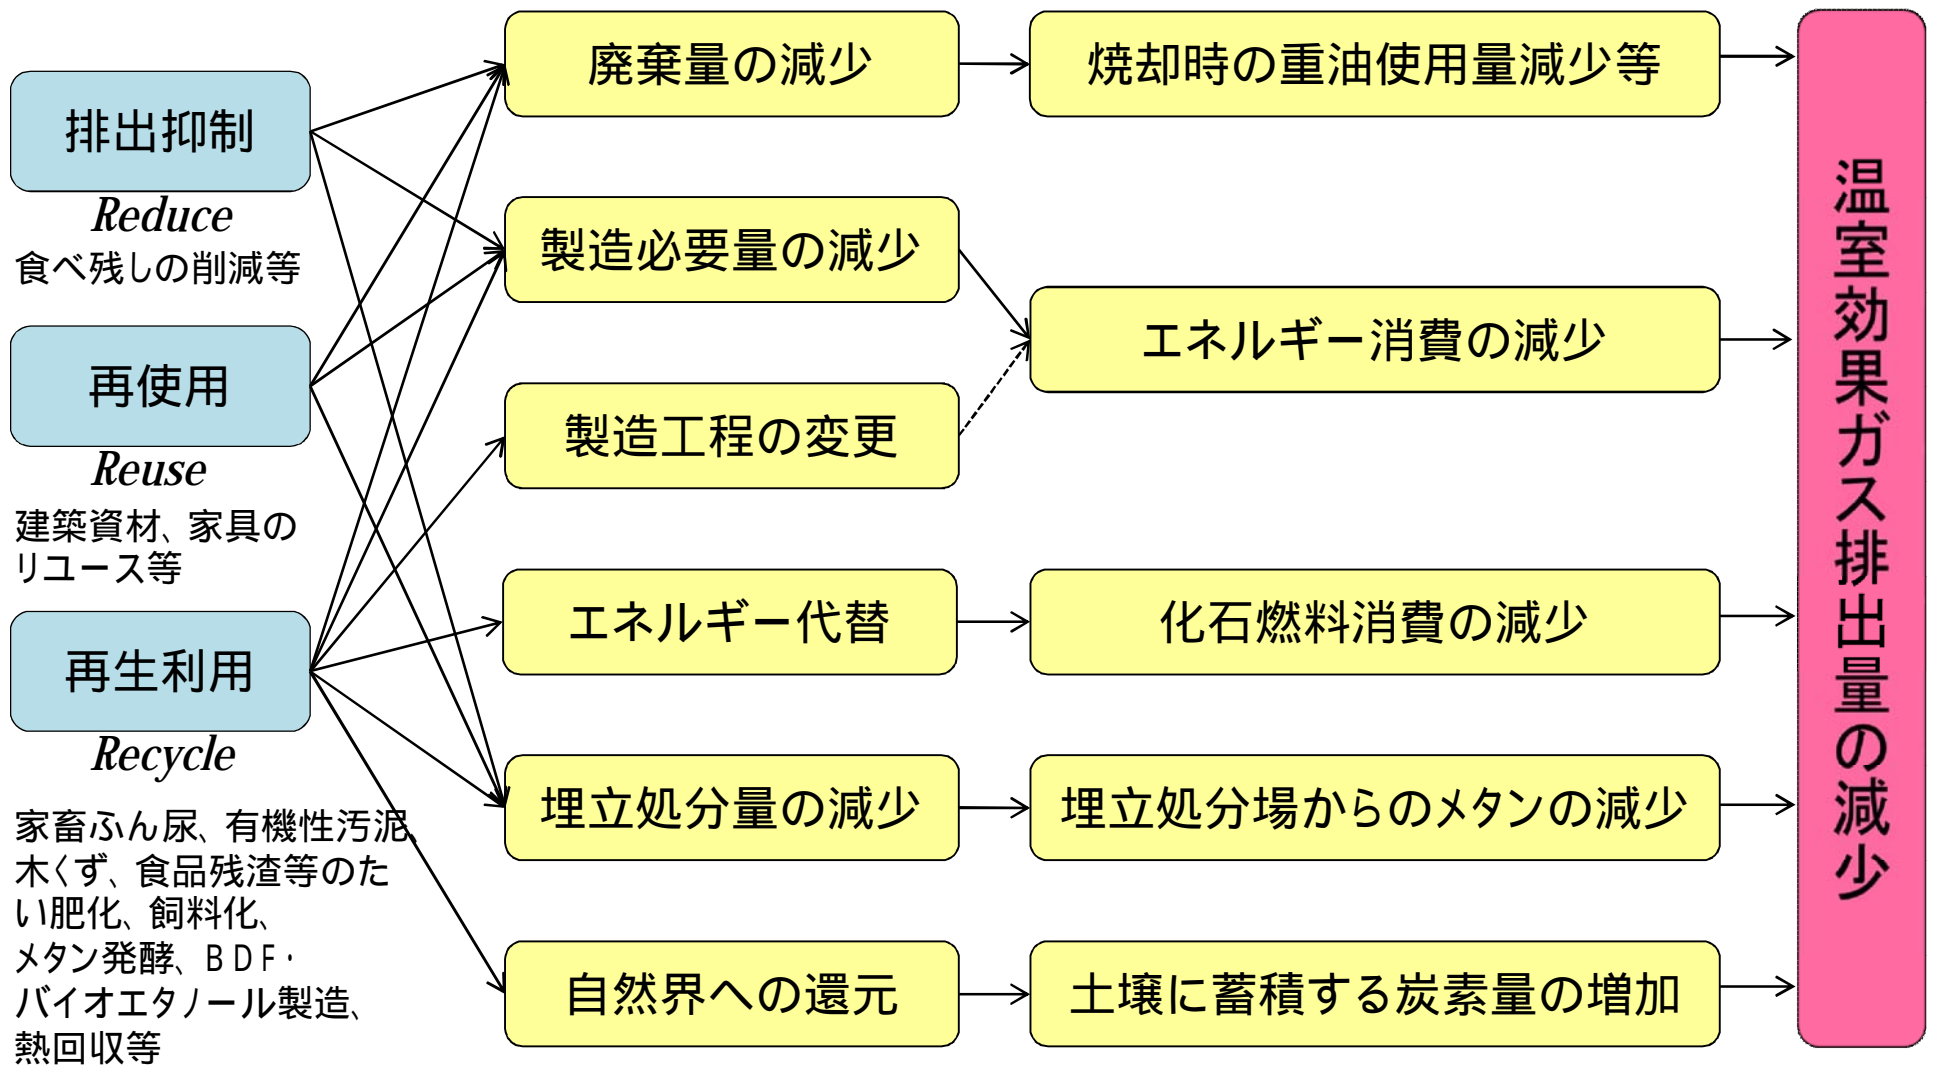 排出抑制
Reduce
食べ残しの削減等
再使用
Reuse
建築資材、家具の
リユース等
再生利用
Recycle
家畜ふん尿、有機性汚泥、
木くず、食品残渣等のた
い肥化、飼料化、
メタン発酵、BDF・
バイオエタノール製造、
熱回収等
廃棄量の減少
製造必要量の減少
製造工程の変更
エネルギー代替
埋立処分量の減少
自然界への還元
焼却時の重油使用量減少等
エネルギー消費の減少
化石燃料消費の減少
埋立処分場からのメタンの減少
土壌に蓄積する炭素量の増加
温室効果ガス排出量の減少